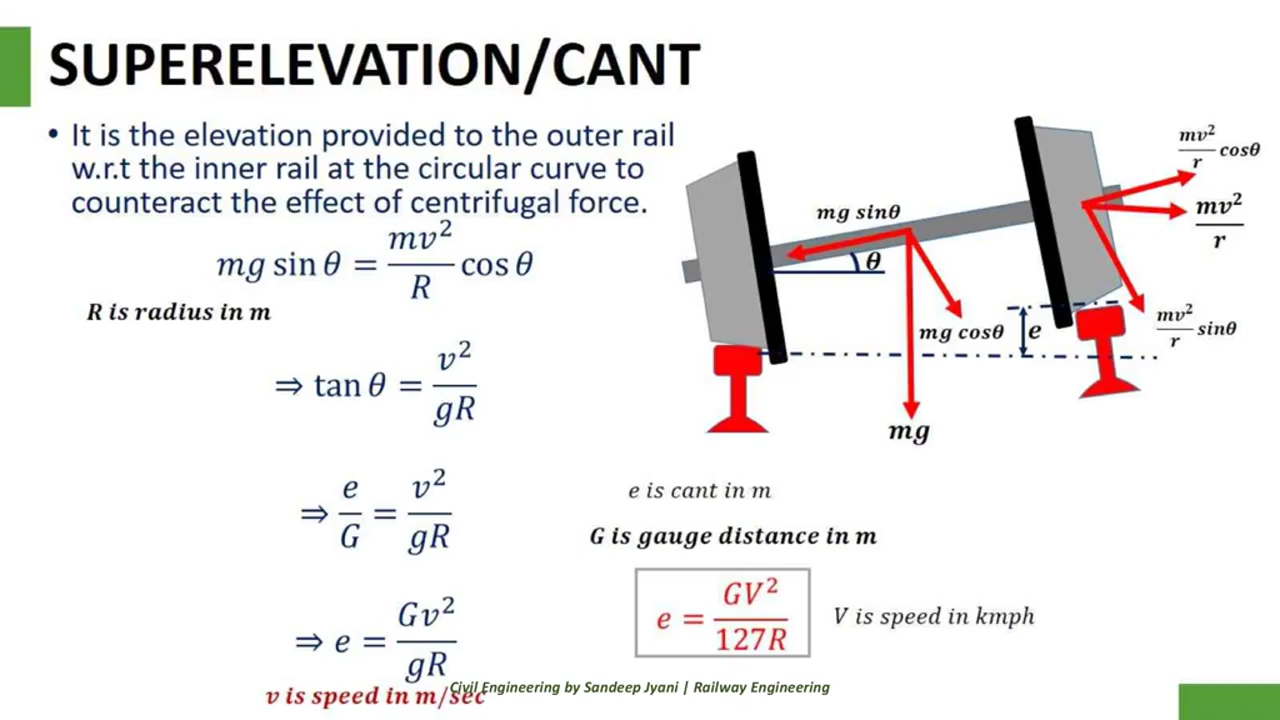 SUPERELEVATION/CANT
• It is the elevation provided to the outer rail
w.r.t the inner rail at the circular curve to
counteract the effect of centrifugal force.
mg sin θ = mv²/R cos θ
R is radius in m
⇒ tan θ = v²/gR
⇒ e/G = v²/gR
⇒ e = Gv²/gR
v is speed in m/sec
mg sinθ
θ
mg cosθ
mg
e
mv²/r cosθ
mv²/r
mv²/r sinθ
e is cant in m
G is gauge distance in m
e = GV²/127R
V is speed in kmph
Civil Engineering by Sandeep Jyani | Railway Engineering